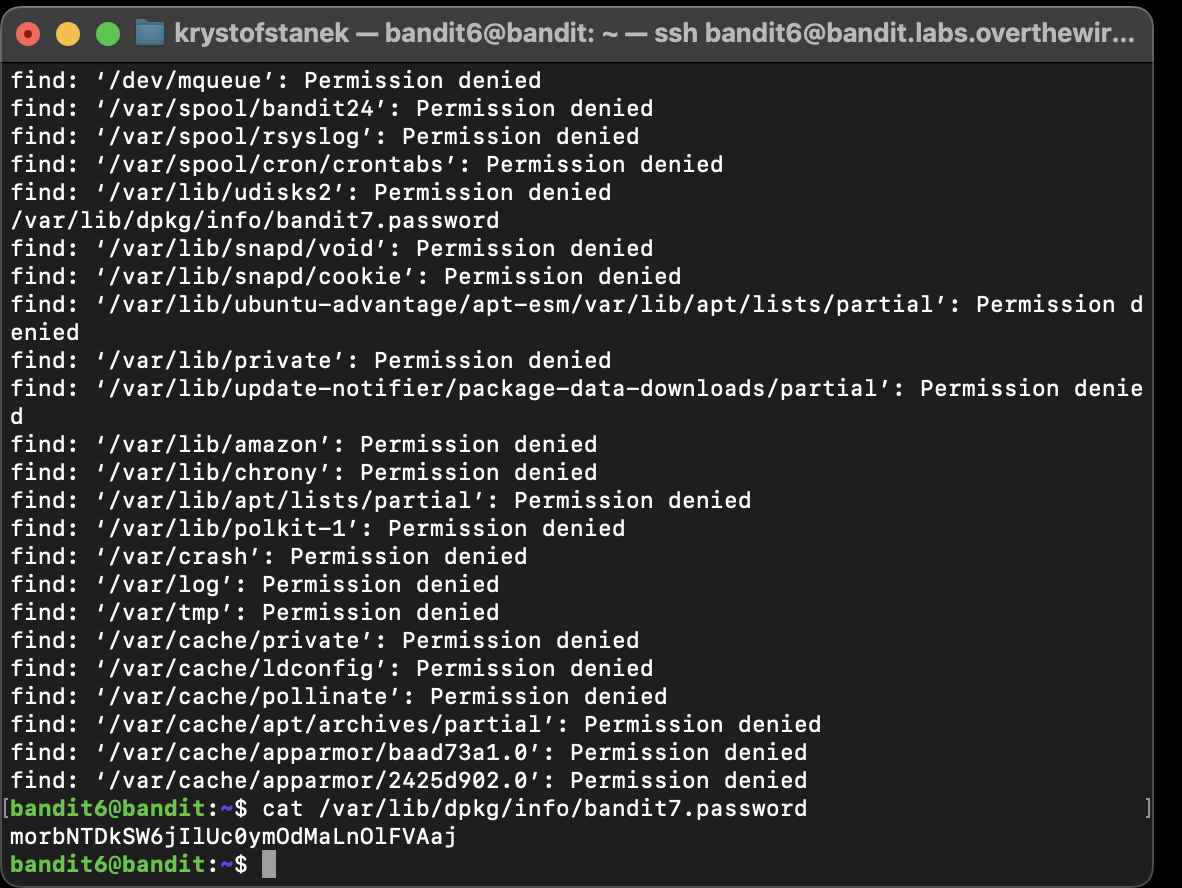 krystofstanek — bandit6@bandit: ~ — ssh bandit6@bandit.labs.overthewir...
find: ‘/dev/mqueue’: Permission denied
find: ‘/var/spool/bandit24’: Permission denied
find: ‘/var/spool/rsyslog’: Permission denied
find: ‘/var/spool/cron/crontabs’: Permission denied
find: ‘/var/lib/udisks2’: Permission denied
/var/lib/dpkg/info/bandit7.password
find: ‘/var/lib/snapd/void’: Permission denied
find: ‘/var/lib/snapd/cookie’: Permission denied
find: ‘/var/lib/ubuntu-advantage/apt-esm/var/lib/apt/lists/partial’: Permission d
enied
find: ‘/var/lib/private’: Permission denied
find: ‘/var/lib/update-notifier/package-data-downloads/partial’: Permission denie
d
find: ‘/var/lib/amazon’: Permission denied
find: ‘/var/lib/chrony’: Permission denied
find: ‘/var/lib/apt/lists/partial’: Permission denied
find: ‘/var/lib/polkit-1’: Permission denied
find: ‘/var/crash’: Permission denied
find: ‘/var/log’: Permission denied
find: ‘/var/tmp’: Permission denied
find: ‘/var/cache/private’: Permission denied
find: ‘/var/cache/ldconfig’: Permission denied
find: ‘/var/cache/pollinate’: Permission denied
find: ‘/var/cache/apt/archives/partial’: Permission denied
find: ‘/var/cache/apparmor/baad73a1.0’: Permission denied
find: ‘/var/cache/apparmor/2425d902.0’: Permission denied
[bandit6@bandit:~$ cat /var/lib/dpkg/info/bandit7.password ]
morbNTDkSW6jIlUc0ymOdMaLnOlFVAaj
bandit6@bandit:~$